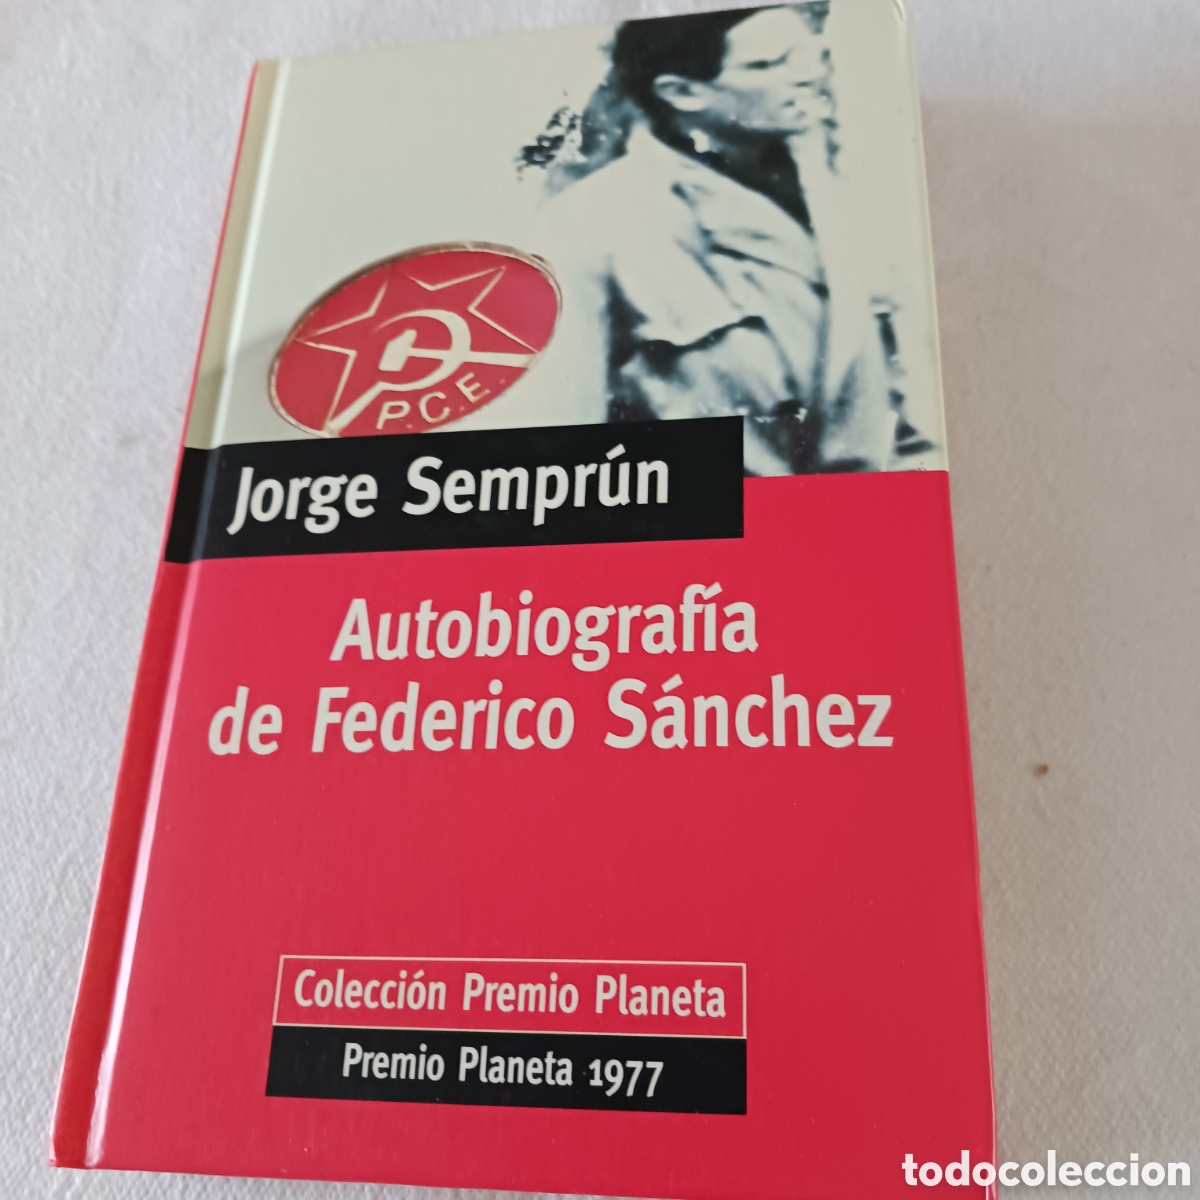 P.C.E.
Jorge Semprún
Autobiografía
de Federico Sánchez
Colección Premio Planeta
Premio Planeta 1977
todocoleccion